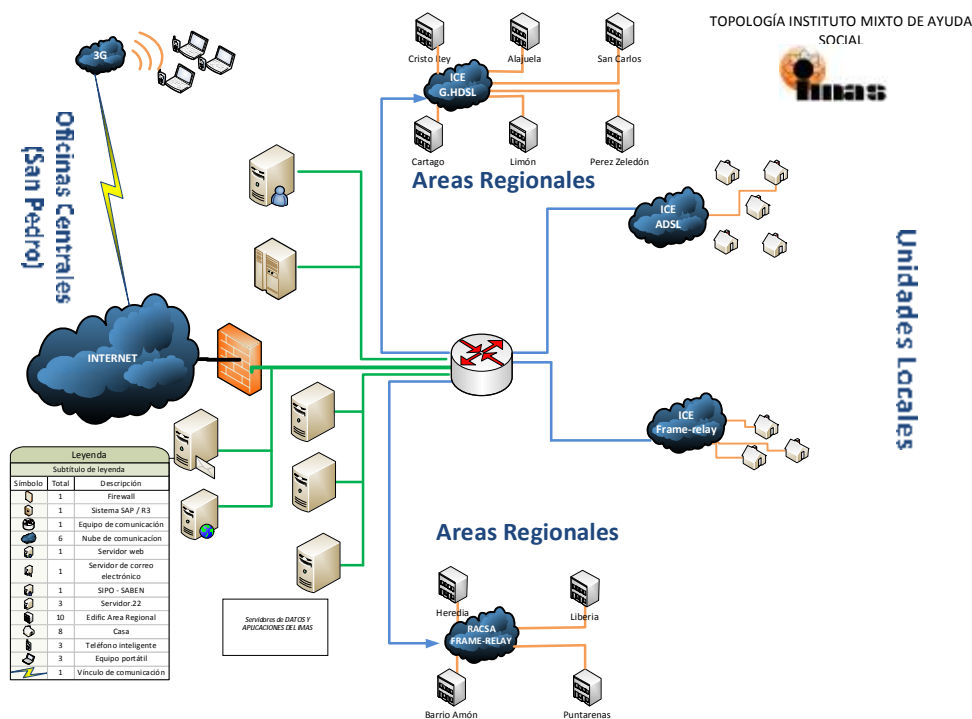 TOPOLOGÍA INSTITUTO MIXTO DE AYUDA
SOCIAL
imas
3G
Cristo Rey
Alajuela
San Carlos
ICE
G.HDSL
Cartago
Limón
Perez Zeledón
Areas Regionales
Oficinas Centrales
(San Pedro)
ICE
ADSL
Unidades Locales
INTERNET
ICE
Frame-relay
Leyenda
Subtítulo de leyenda
Símbolo Total Descripción
1 Firewall
1 Sistema SAP / R3
1 Equipo de comunicación
6 Nube de comunicacíon
1 Servidor web
1 Servidor de correo
electrónico
1 SIPO - SABEN
3 Servidor.22
10 Edific Area Regional
8 Casa
3 Teléfono inteligente
3 Equipo portátil
1 Vínculo de comunicación
Servidores de DATOS Y
APLICACIONES DEL IMAS
Areas Regionales
Heredia
Liberia
RACSA
FRAME-RELAY
Barrio Amón
Puntarenas